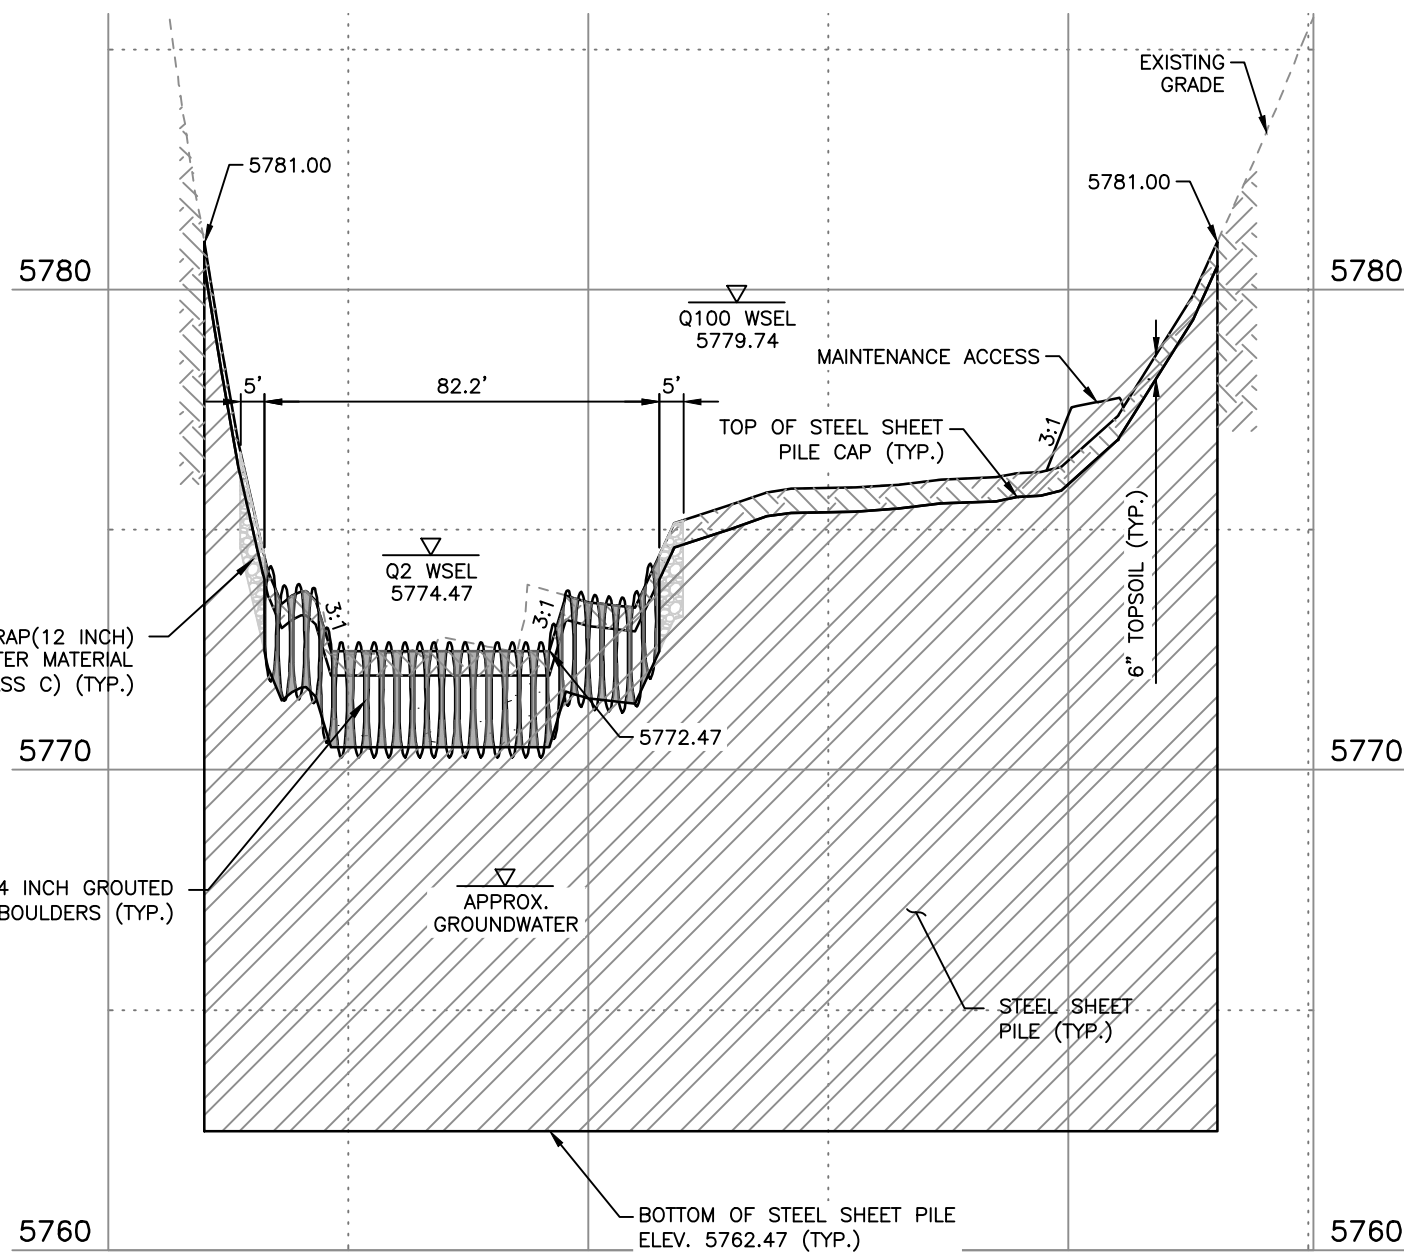 EXISTING
GRADE
5781.00
5781.00
5780
5780
Q100 WSEL
5779.74
MAINTENANCE ACCESS
5'
82.2'
5'
TOP OF STEEL SHEET
PILE CAP (TYP.)
3:1
Q2 WSEL
5774.47
3:1
3:1
6" TOPSOIL (TYP.)
RAP(12 INCH)
TER MATERIAL
SS C) (TYP.)
5772.47
5770
5770
4 INCH GROUTED
BOULDERS (TYP.)
APPROX.
GROUNDWATER
STEEL SHEET
PILE (TYP.)
BOTTOM OF STEEL SHEET PILE
ELEV. 5762.47 (TYP.)
5760
5760